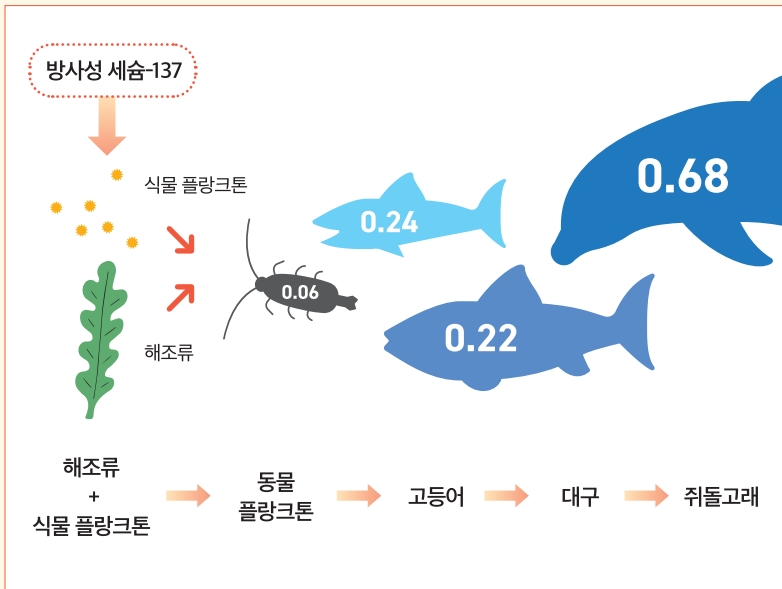 방사성 세슘-137
식물 플랑크톤
0.24
0.68
0.06
0.22
해조류
해조류
+
식물 플랑크톤
동물
플랑크톤
고등어
대구
쥐돌고래